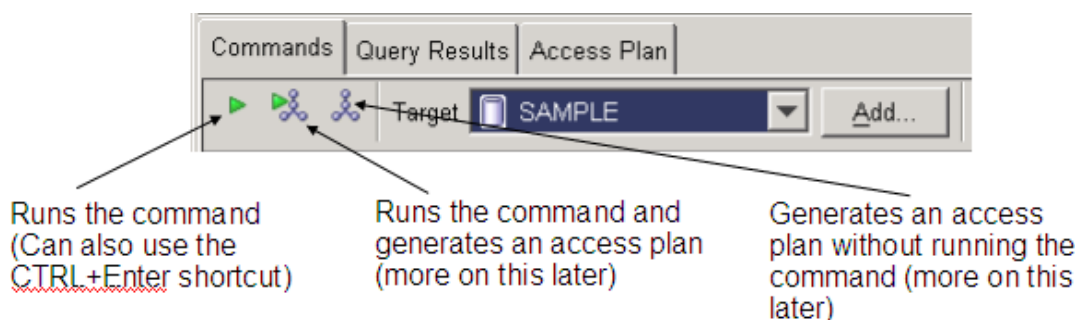 Commands Query Results Access Plan
Target SAMPLE Add...
Runs the command
(Can also use the
CTRL+Enter shortcut)
Runs the command and
generates an access plan
(more on this later)
Generates an access
plan without running the
command (more on this
later)